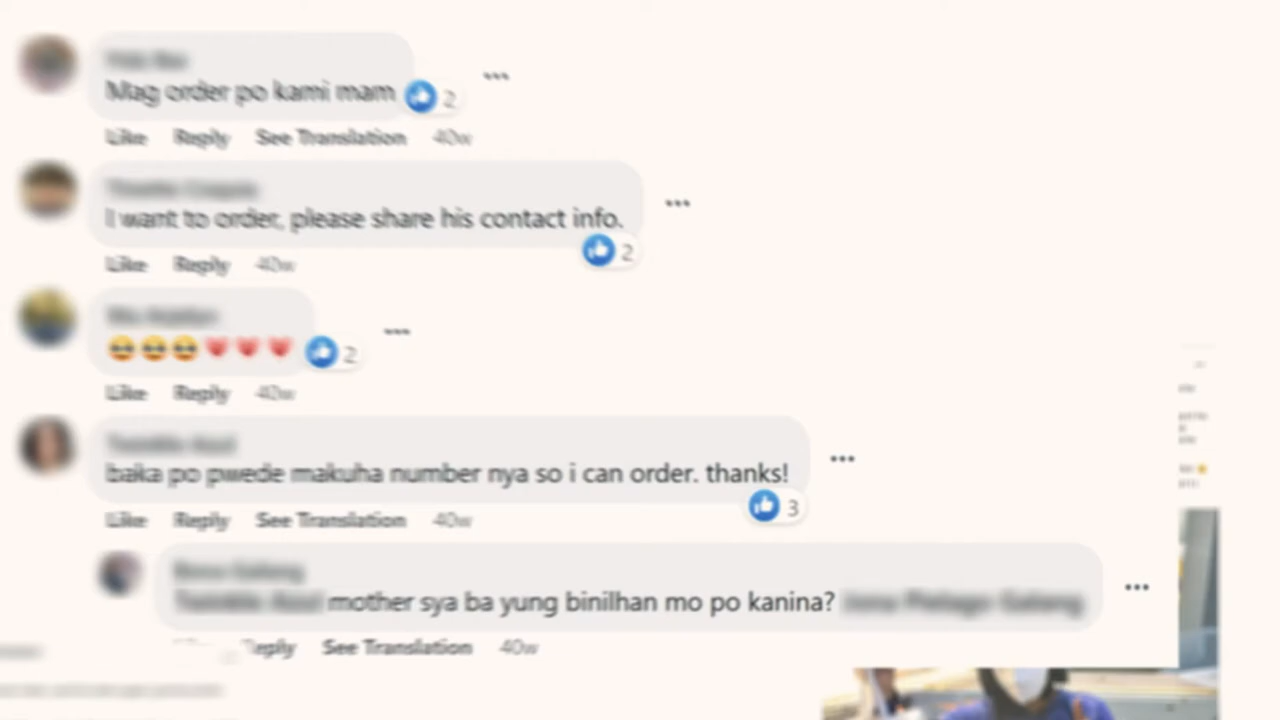 Mag order po kami mam
2
Like Reply See Translation 40w
I want to order, please share his contact info.
2
Like Reply 40w
2
Like Reply 40w
baka po pwede makuha number nya so i can order. thanks!
3
Like Reply See Translation 40w
mother sya ba yung binilhan mo po kanina?
Reply See Translation 40w